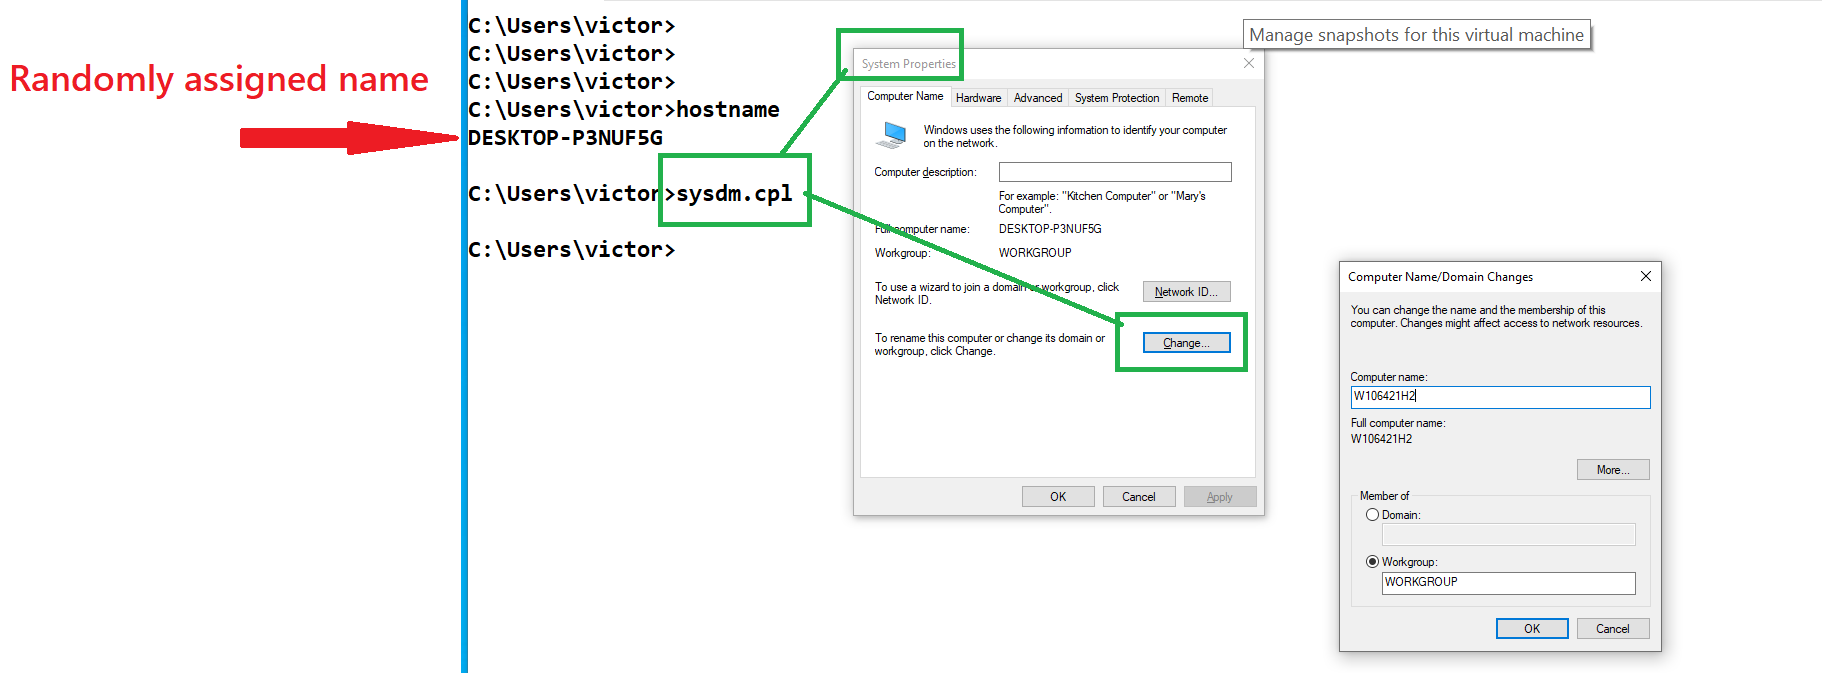 Randomly assigned name
C:\Users\victor>
C:\Users\victor>
C:\Users\victor>
C:\Users\victor>hostname
DESKTOP-P3NUF5G
C:\Users\victor>sysdm.cpl
C:\Users\victor>
Manage snapshots for this virtual machine
System Properties
Computer Name Hardware Advanced System Protection Remote
Windows uses the following information to identify your computer
on the network.
Computer description:
For example: "Kitchen Computer" or "Mary's
Computer".
Full computer name: DESKTOP-P3NUF5G
Workgroup: WORKGROUP
To use a wizard to join a domain or workgroup, click
Network ID.
Network ID...
To rename this computer or change its domain or
workgroup, click Change.
Change...
OK Cancel Apply
Computer Name/Domain Changes
You can change the name and the membership of this
computer. Changes might affect access to network resources.
Computer name:
W106421H2
Full computer name:
W106421H2
More...
Member of
Domain:
Workgroup:
WORKGROUP
OK Cancel